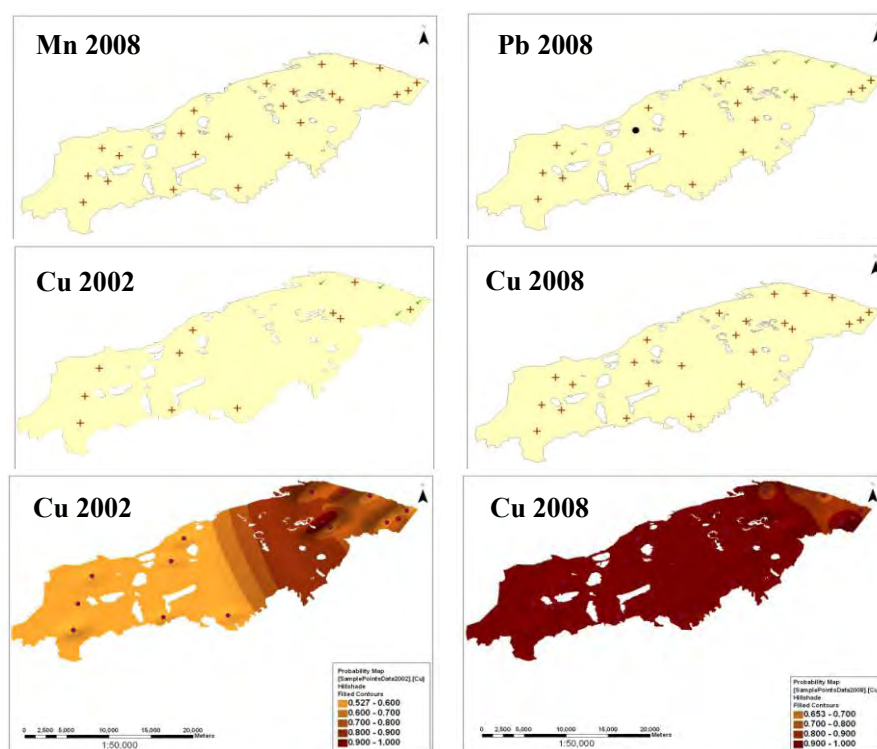 Mn 2008
Pb 2008
Cu 2002
Cu 2008
Cu 2002
Cu 2008
Probability Map
[SamplePointsData2002].[Cu]
Hillshade
Filled Contours
0.527 - 0.600
0.600 - 0.700
0.700 - 0.800
0.800 - 0.900
0.900 - 1.000
0 2,500 5,000 10,000 15,000 20,000
Meters
1:50,000
Probability Map
[SamplePointsData2008].[Cu]
Hillshade
Filled Contours
0.653 - 0.700
0.700 - 0.800
0.800 - 0.900
0.900 - 1.000
0 2,500 5,000 10,000 15,000 20,000
Meters
1:50,000